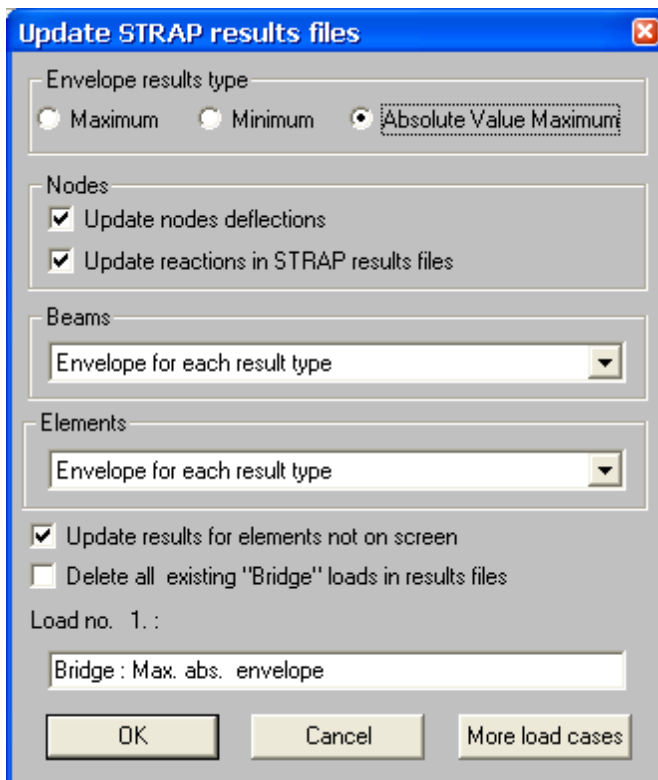 Update STRAP results files
Envelope results type
Maximum Minimum Absolute Value Maximum
Nodes
Update nodes deflections
Update reactions in STRAP results files
Beams
Envelope for each result type
Elements
Envelope for each result type
Update results for elements not on screen
Delete all existing "Bridge" loads in results files
Load no. 1. :
Bridge : Max. abs. envelope
OK Cancel More load cases